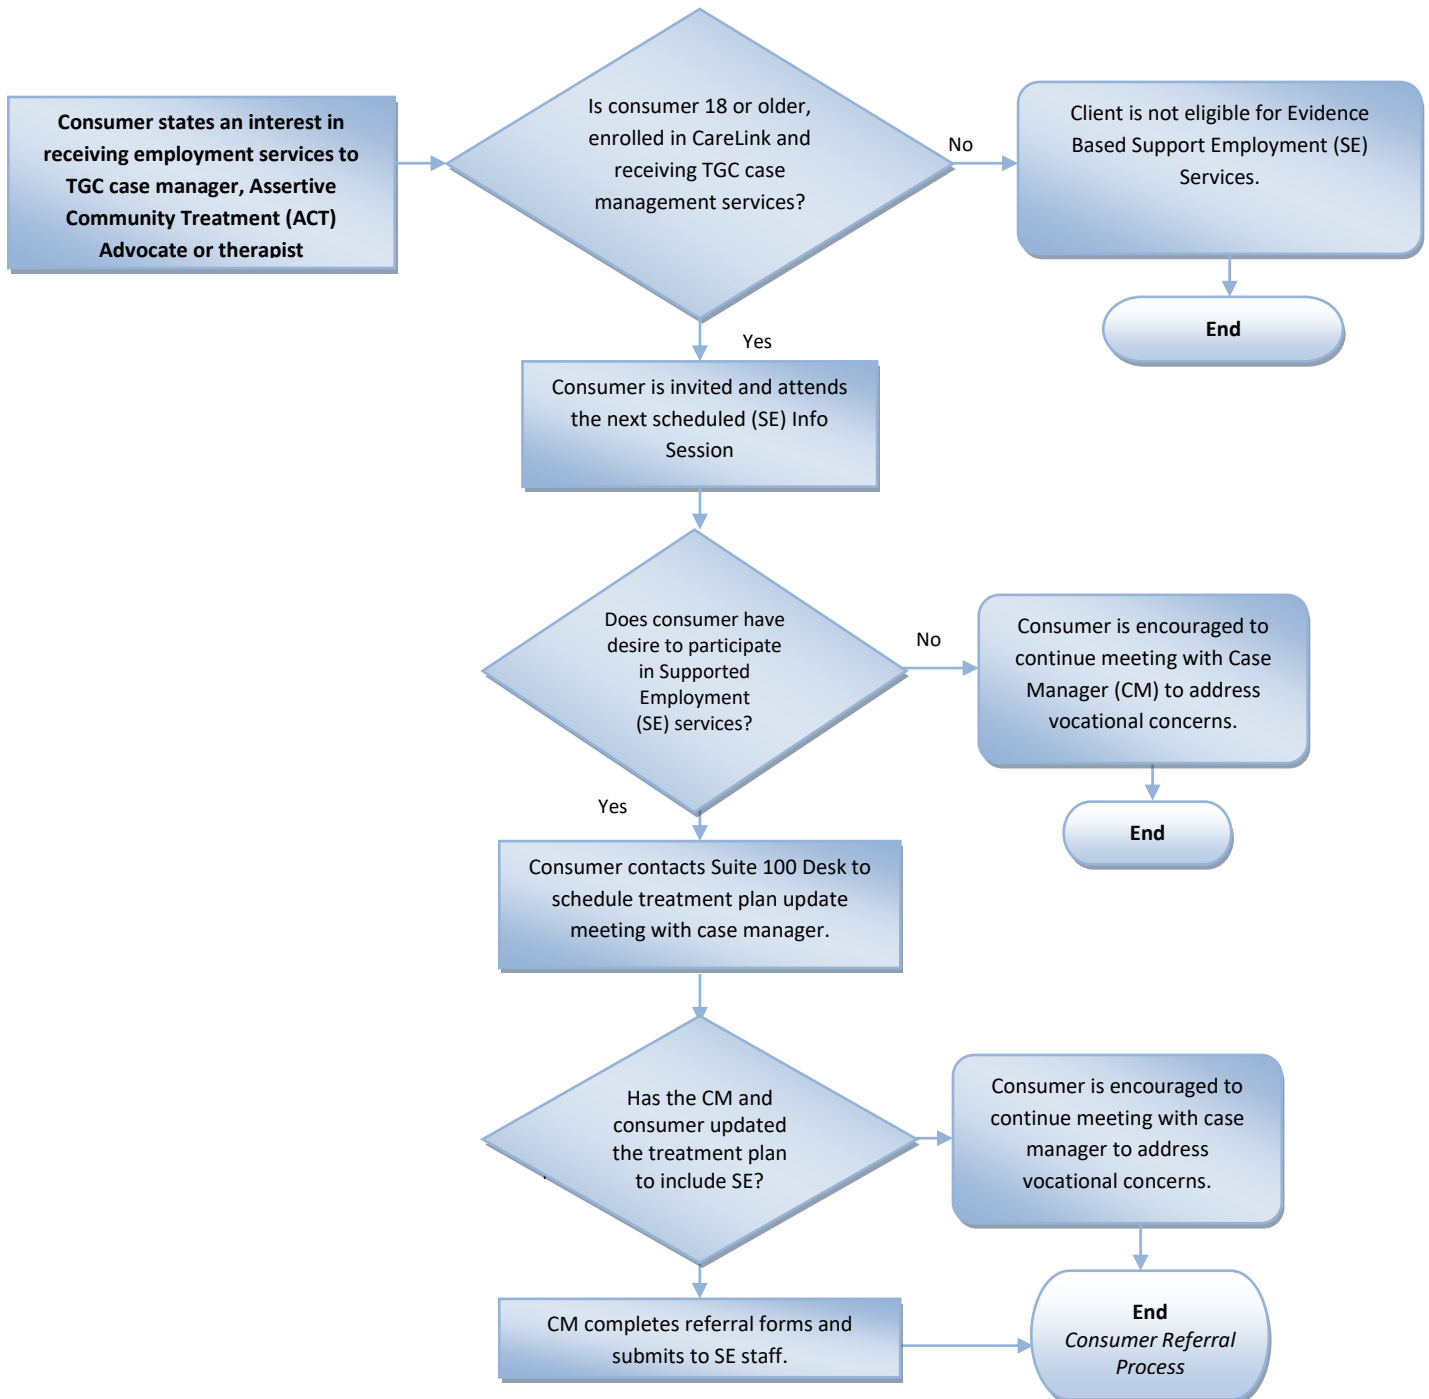 Consumer states an interest in
receiving employment services to
TGC case manager, Assertive
Community Treatment (ACT)
Advocate or therapist
Is consumer 18 or older,
enrolled in CareLink and
receiving TGC case
management services?
No
Client is not eligible for Evidence
Based Support Employment (SE)
Services.
End
Yes
Consumer is invited and attends
the next scheduled (SE) Info
Session
Does consumer have
desire to participate
in Supported
Employment
(SE) services?
No
Consumer is encouraged to
continue meeting with Case
Manager (CM) to address
vocational concerns.
End
Yes
Consumer contacts Suite 100 Desk to
schedule treatment plan update
meeting with case manager.
Has the CM and
consumer updated
the treatment plan
to include SE?
Consumer is encouraged to
continue meeting with case
manager to address
vocational concerns.
CM completes referral forms and
submits to SE staff.
End
Consumer Referral
Process